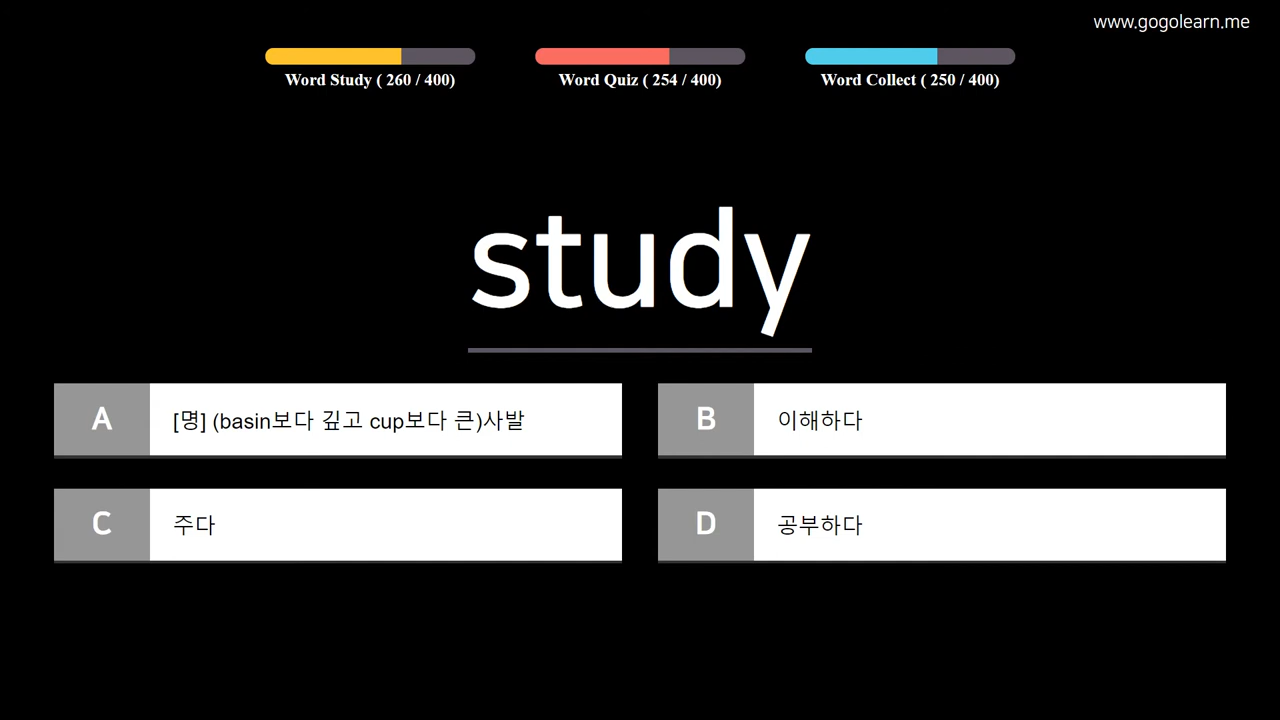 www.gogolearn.me
Word Study ( 260 / 400)
Word Quiz ( 254 / 400)
Word Collect ( 250 / 400)
study
A
[명] (basin보다 깊고 cup보다 큰)사발
B
이해하다
C
주다
D
공부하다